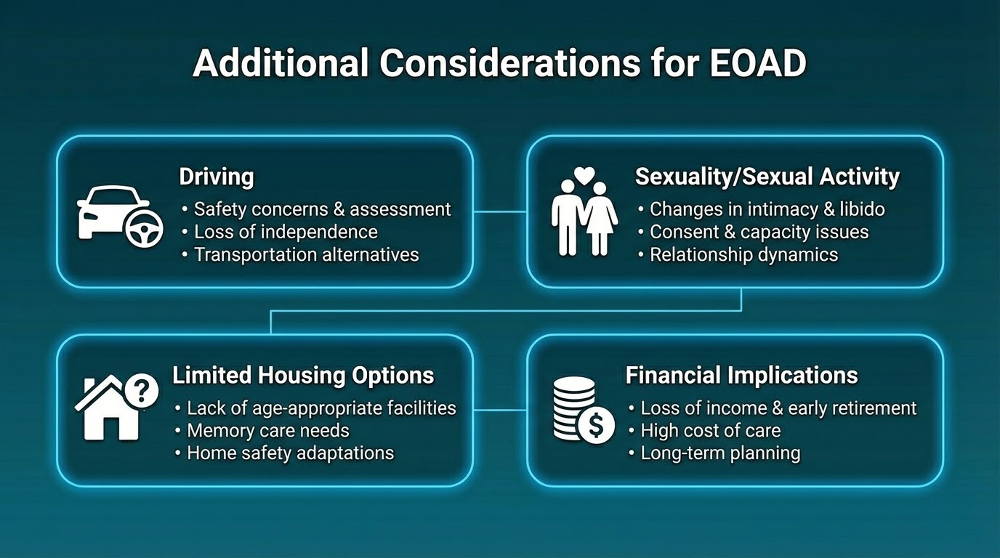 Additional Considerations for EOAD
Driving
• Safety concerns & assessment
• Loss of independence
• Transportation alternatives
Sexuality/Sexual Activity
• Changes in intimacy & libido
• Consent & capacity issues
• Relationship dynamics
?
Limited Housing Options
• Lack of age-appropriate facilities
• Memory care needs
• Home safety adaptations
$
Financial Implications
• Loss of income & early retirement
• High cost of care
• Long-term planning